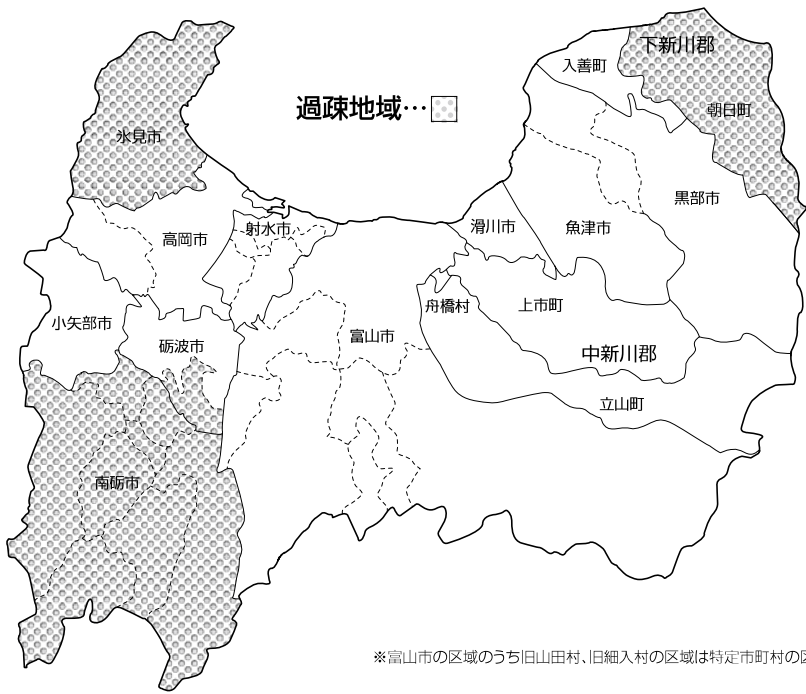 下新川郡
入善町
過疎地域…
朝日町
氷見市
黒部市
射水市
滑川市
魚津市
高岡市
舟橋村
上市町
小矢部市
富山市
砺波市
中新川郡
立山町
南砺市
※富山市の区域のうち旧山田村、旧細入村の区域は特定市町村の